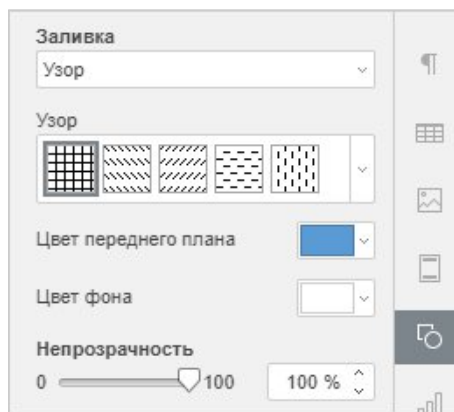 Заливка
Узор
Узор
Цвет переднего плана
Цвет фона
Непрозрачность
0 100 100 %